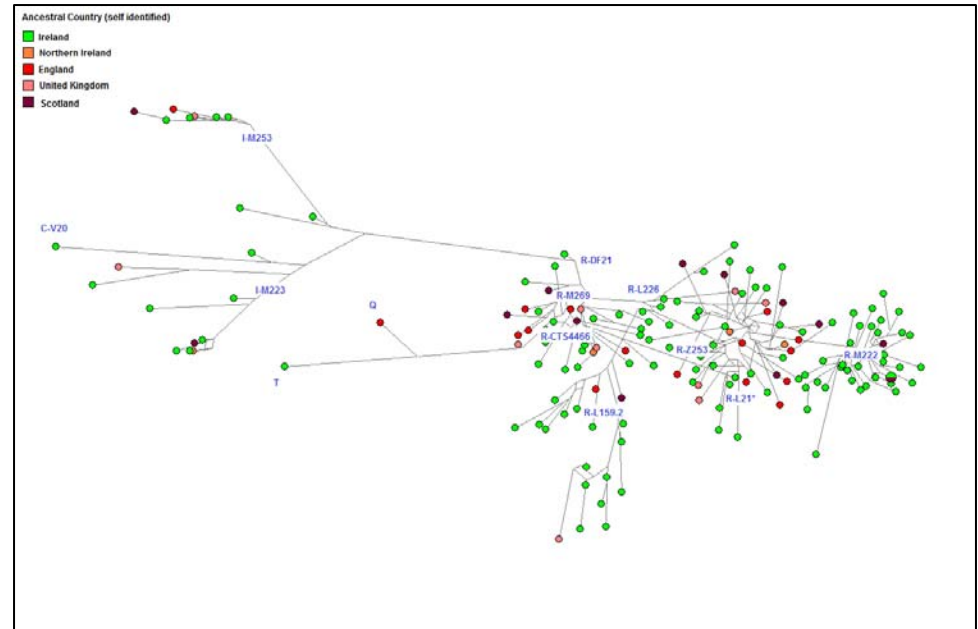 Ancestral Country (self identified)
Ireland
Northern Ireland
England
United Kingdom
Scotland
I-M253
C-V20
R-DF21
I-M223
R-L226
R-M269
Q
R-CTS4466
R-Z253
R-M222
T
R-L21*
R-L159.2